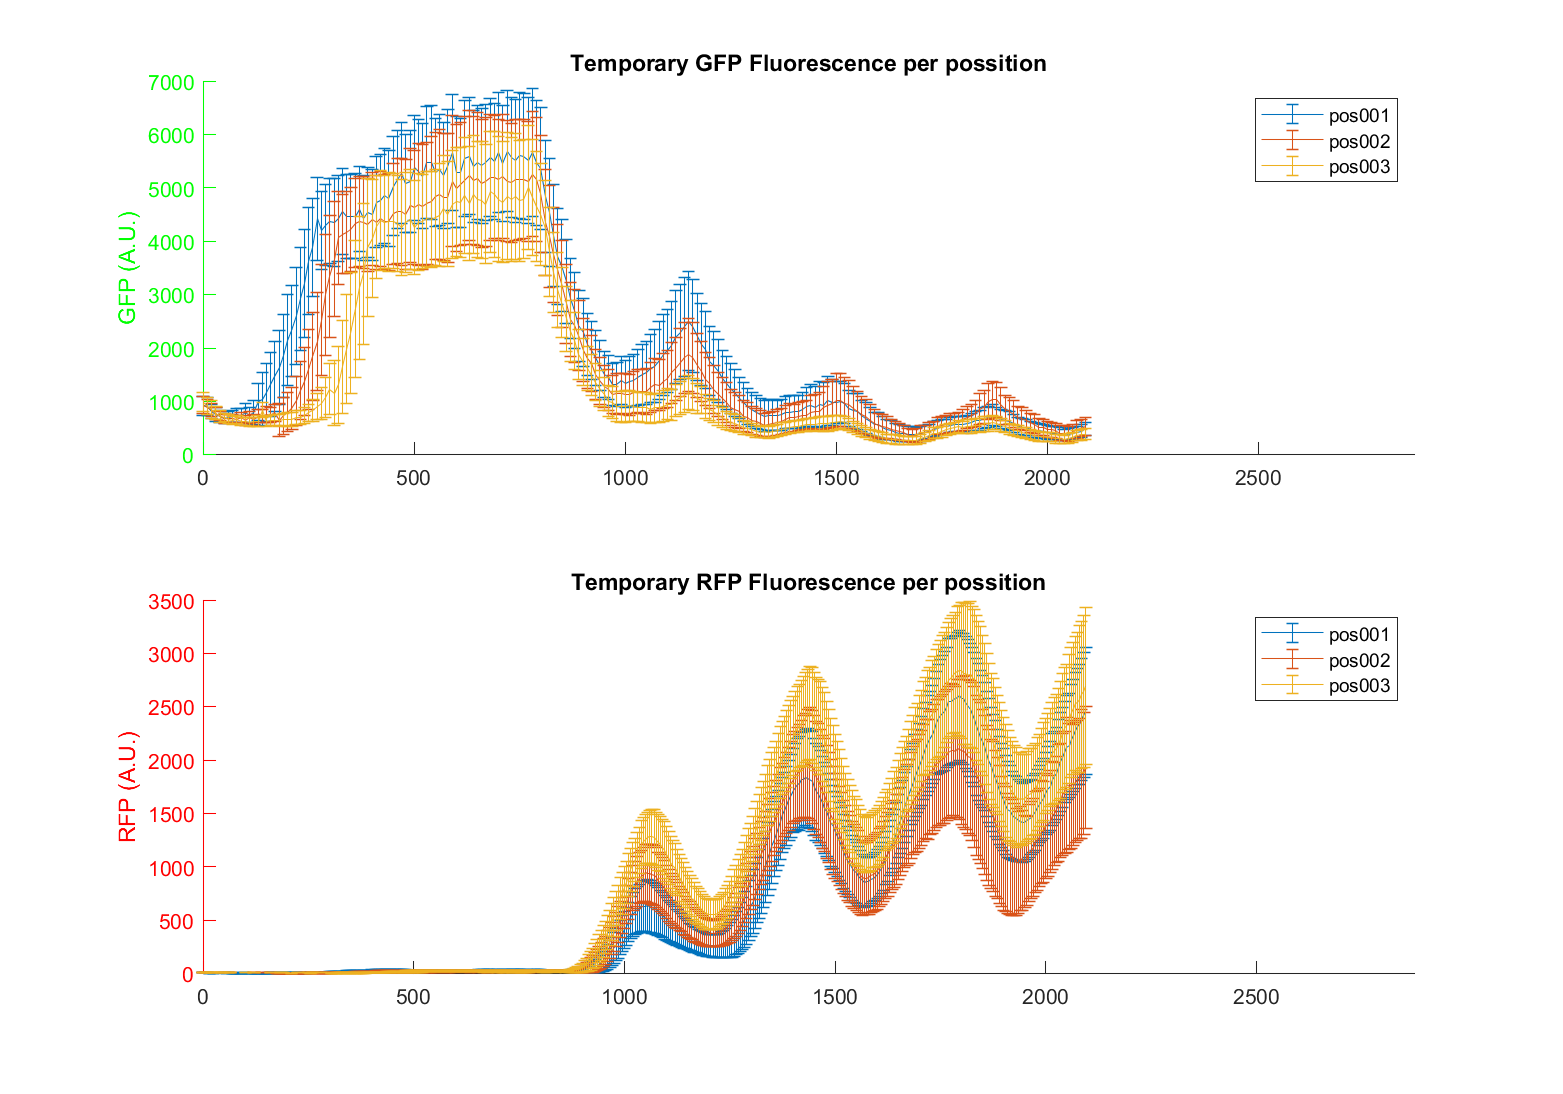 Temporary GFP Fluorescence per possition
7000
6000
5000
4000
3000
2000
1000
0
GFP (A.U.)
0 500 1000 1500 2000 2500
pos001
pos002
pos003
Temporary RFP Fluorescence per possition
3500
3000
2500
2000
1500
1000
500
0
RFP (A.U.)
0 500 1000 1500 2000 2500
pos001
pos002
pos003